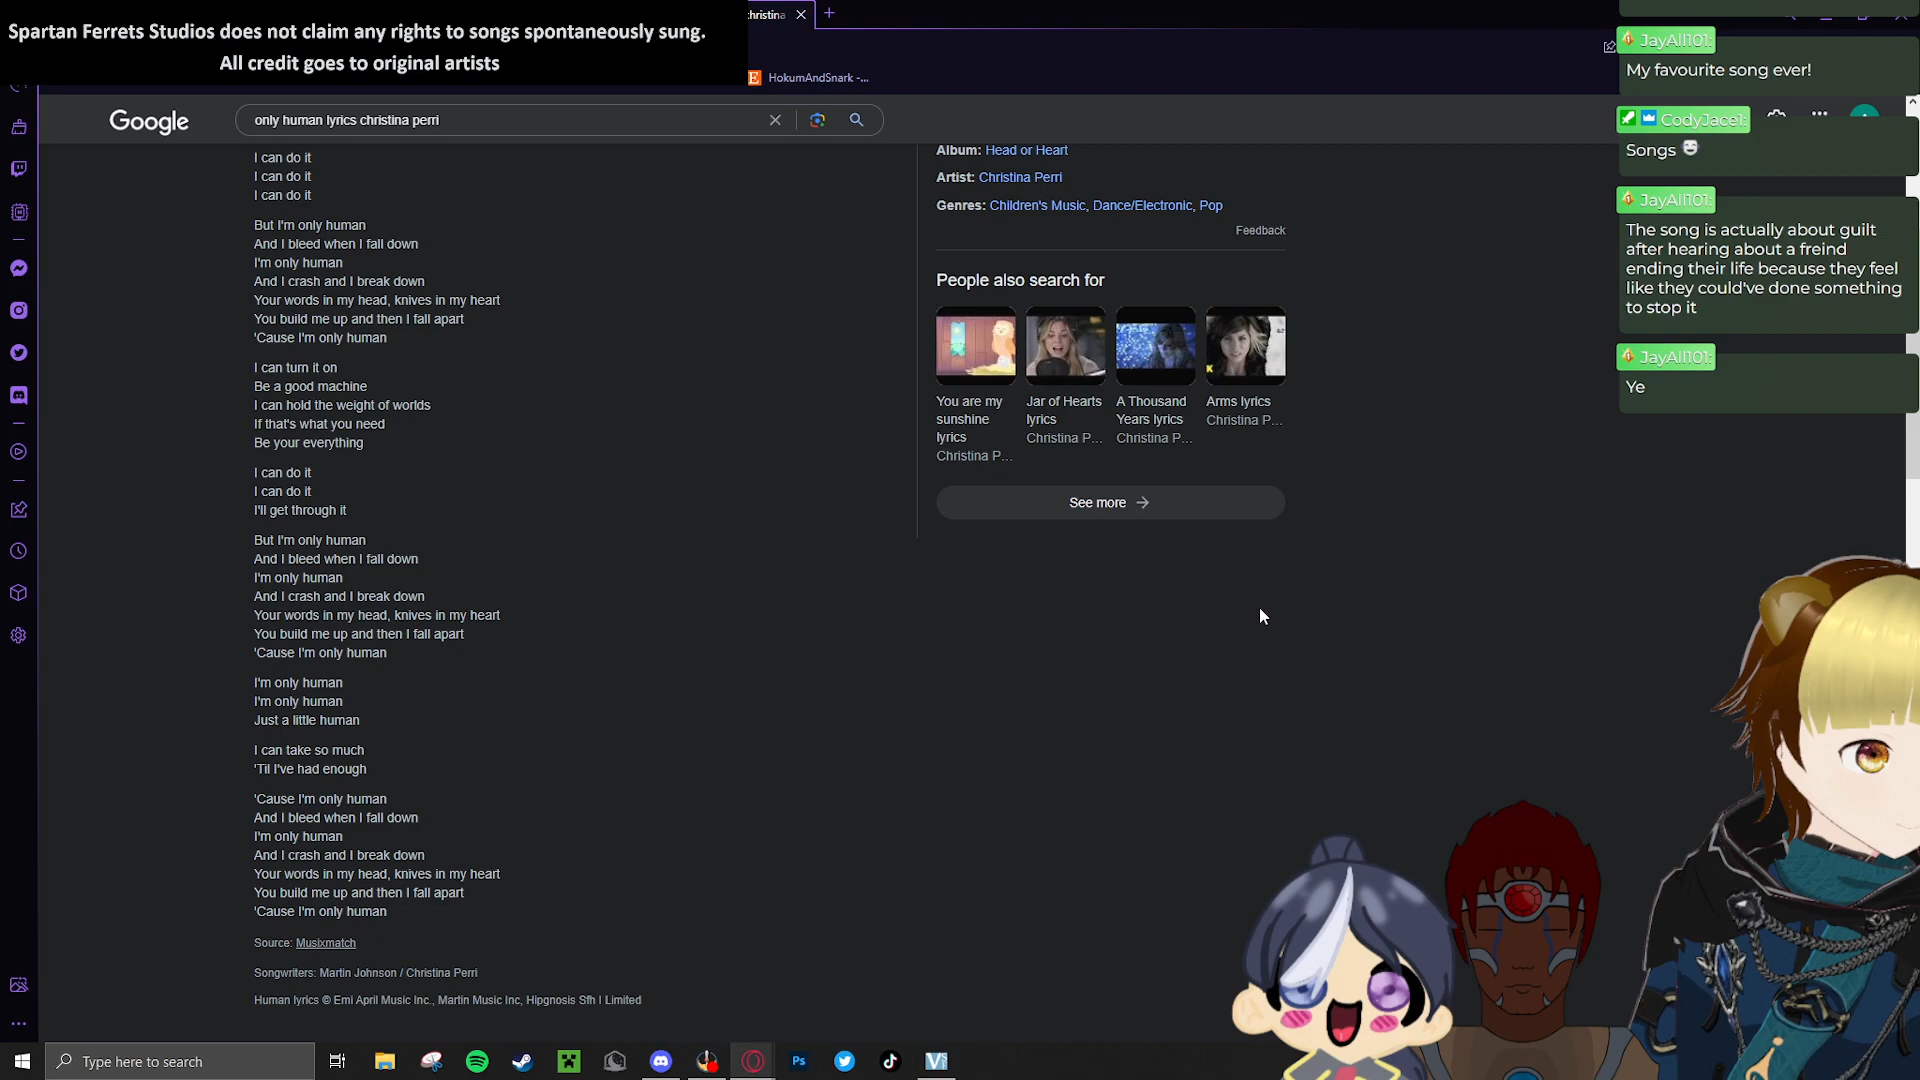 Spartan Ferrets Studios does not claim any rights to songs spontaneously sung.
All credit goes to original artists
christina
HokumAndSnark -...
Google
only human lyrics christina perri
I can do it
I can do it
I can do it
But I'm only human
And I bleed when I fall down
I'm only human
And I crash and I break down
Your words in my head, knives in my heart
You build me up and then I fall apart
'Cause I'm only human
I can turn it on
Be a good machine
I can hold the weight of worlds
If that's what you need
Be your everything
I can do it
I can do it
I'll get through it
But I'm only human
And I bleed when I fall down
I'm only human
And I crash and I break down
Your words in my head, knives in my heart
You build me up and then I fall apart
'Cause I'm only human
I'm only human
I'm only human
Just a little human
I can take so much
'Til I've had enough
'Cause I'm only human
And I bleed when I fall down
I'm only human
And I crash and I break down
Your words in my head, knives in my heart
You build me up and then I fall apart
'Cause I'm only human
Source: Musixmatch
Songwriters: Martin Johnson / Christina Perri
Human lyrics © Emi April Music Inc., Martin Music Inc, Hipgnosis Sfh I Limited
Album: Head or Heart
Artist: Christina Perri
Genres: Children's Music, Dance/Electronic, Pop
Feedback
People also search for
You are my sunshine lyrics
Christina P...
Jar of Hearts lyrics
Christina P...
A Thousand Years lyrics
Christina P...
Arms lyrics
Christina P...
See more
JayAll101:
My favourite song ever!
CodyJace1:
Songs
JayAll101:
The song is actually about guilt
after hearing about a freind
ending their life because they feel
like they could've done something
to stop it
JayAll101:
Ye
Type here to search
Ps